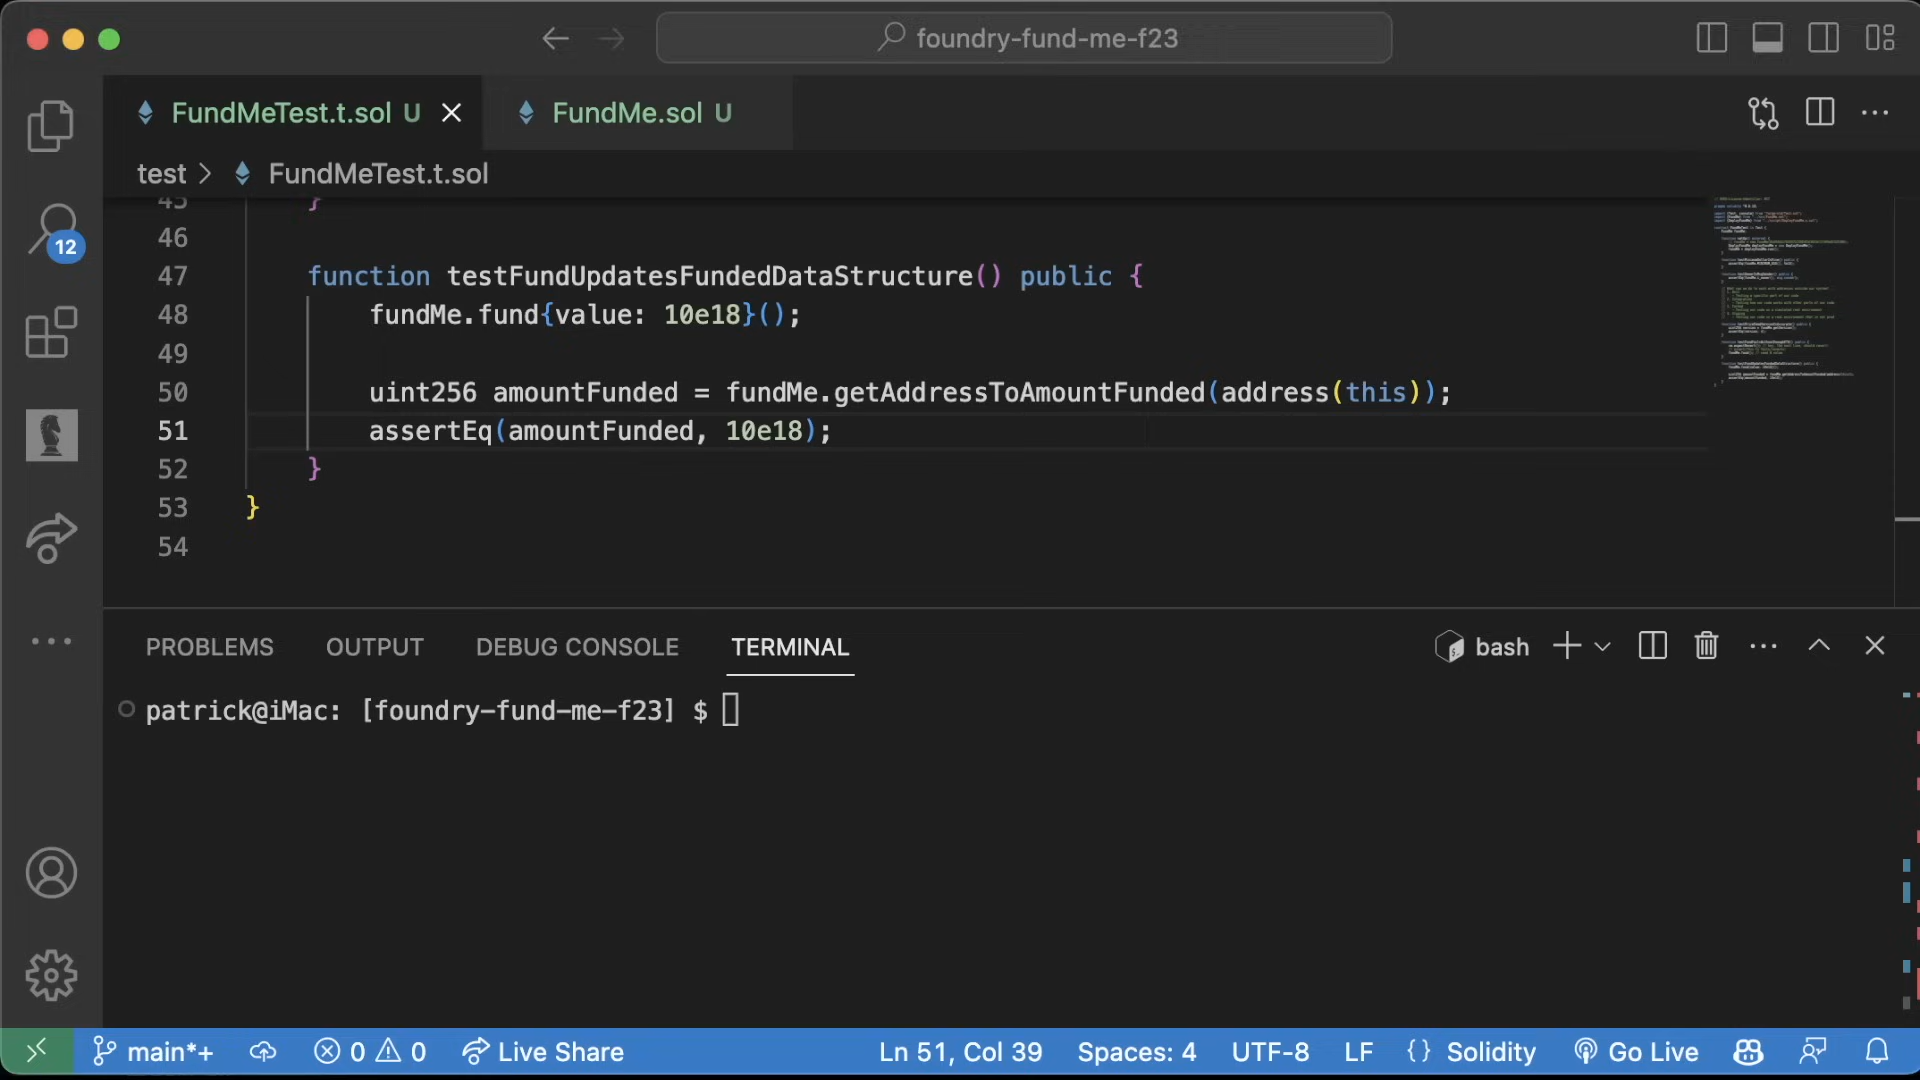 foundry-fund-me-f23
FundMeTest.t.sol U
FundMe.sol U
test > FundMeTest.t.sol
12
45 }
46
47 function testFundUpdatesFundedDataStructure() public {
48 fundMe.fund{value: 10e18}();
49
50 uint256 amountFunded = fundMe.getAddressToAmountFunded(address(this));
51 assertEq(amountFunded, 10e18);
52 }
53 }
54
PROBLEMS OUTPUT DEBUG CONSOLE TERMINAL bash
patrick@iMac: [foundry-fund-me-f23] $
main*+ 0 0 Live Share Ln 51, Col 39 Spaces: 4 UTF-8 LF {} Solidity Go Live